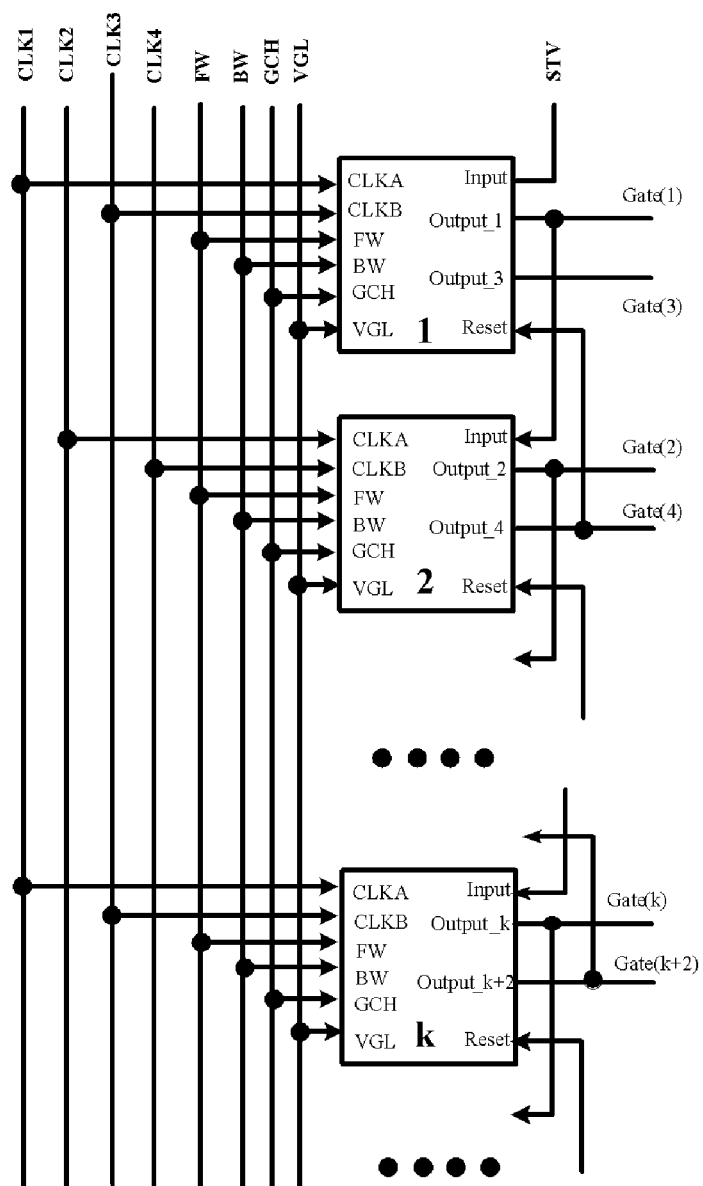 CLK1
CLK2
CLK3
CLK4
FW
BW
GCH
VGL
STV
CLKA
CLKB
FW
BW
GCH
VGL
1
Input
Output_1
Output_3
Reset
Gate(1)
Gate(3)
CLKA
CLKB
FW
BW
GCH
VGL
2
Input
Output_2
Output_4
Reset
Gate(2)
Gate(4)
CLKA
CLKB
FW
BW
GCH
VGL
k
Input
Output_k
Output_k+2
Reset
Gate(k)
Gate(k+2)